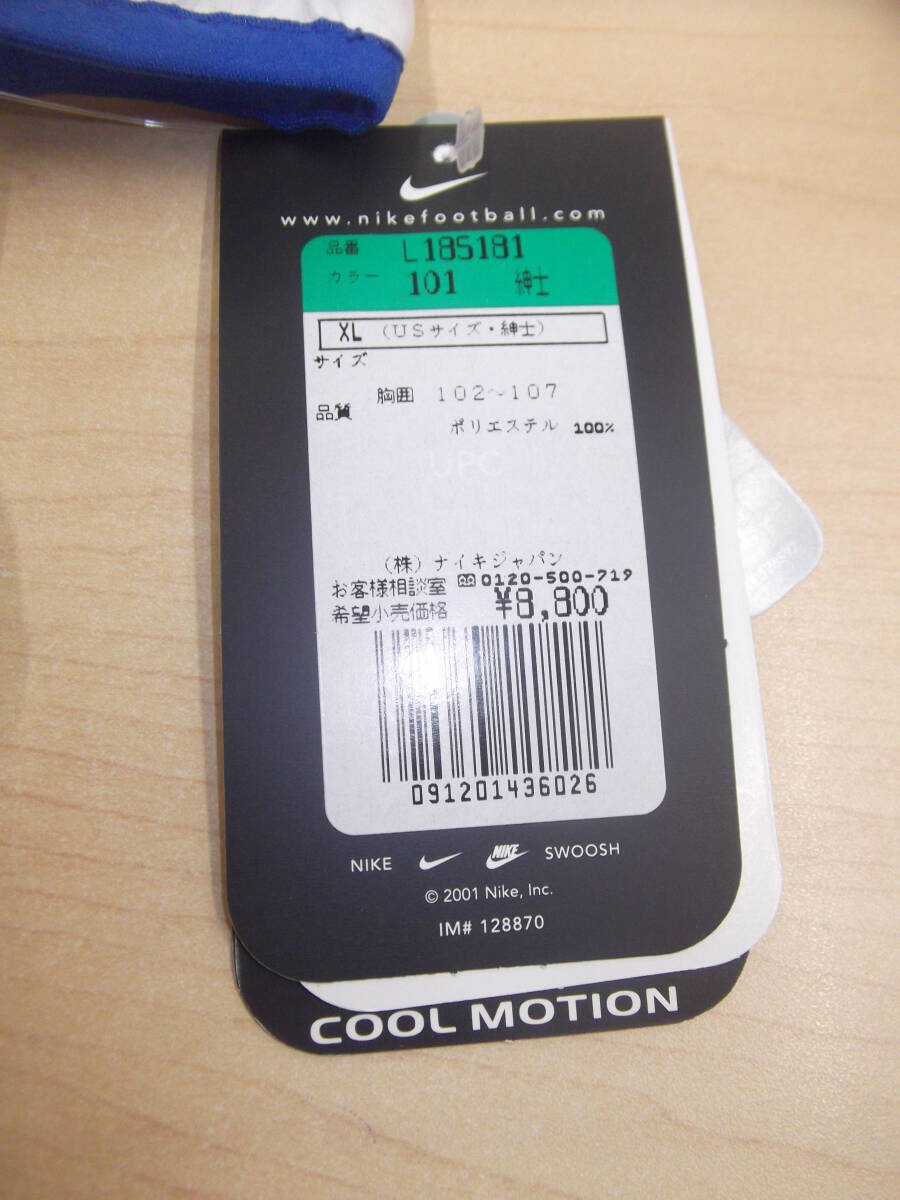 www.nikefootball.com
品番 L185181
カラー 101 紳士
XL (USサイズ・紳士)
サイズ
胸囲 102~107
品質
ポリエステル 100%
UPC
(株) ナイキジャパン
お客様相談室 0120-500-719
希望小売価格 ¥8,800
091201436026
NIKE NIKE SWOOSH
© 2001 Nike, Inc.
IM# 128870
COOL MOTION